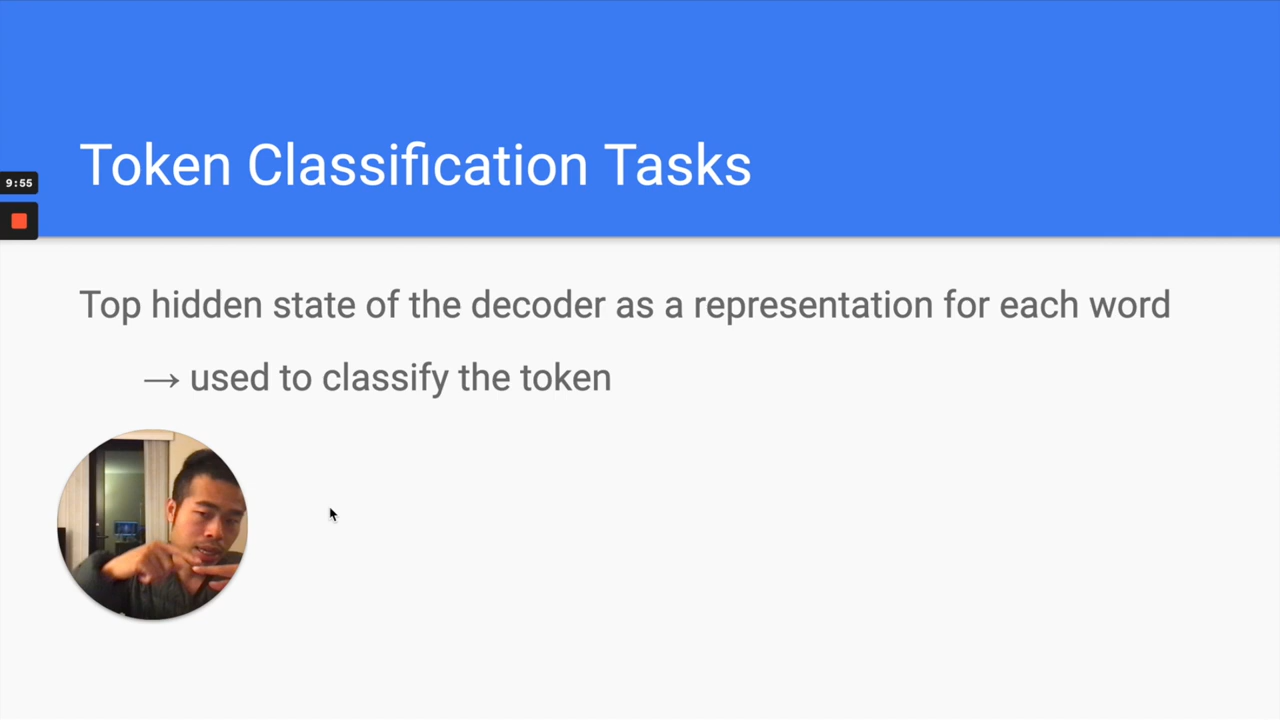 Token Classification Tasks
9:55
Top hidden state of the decoder as a representation for each word
→ used to classify the token